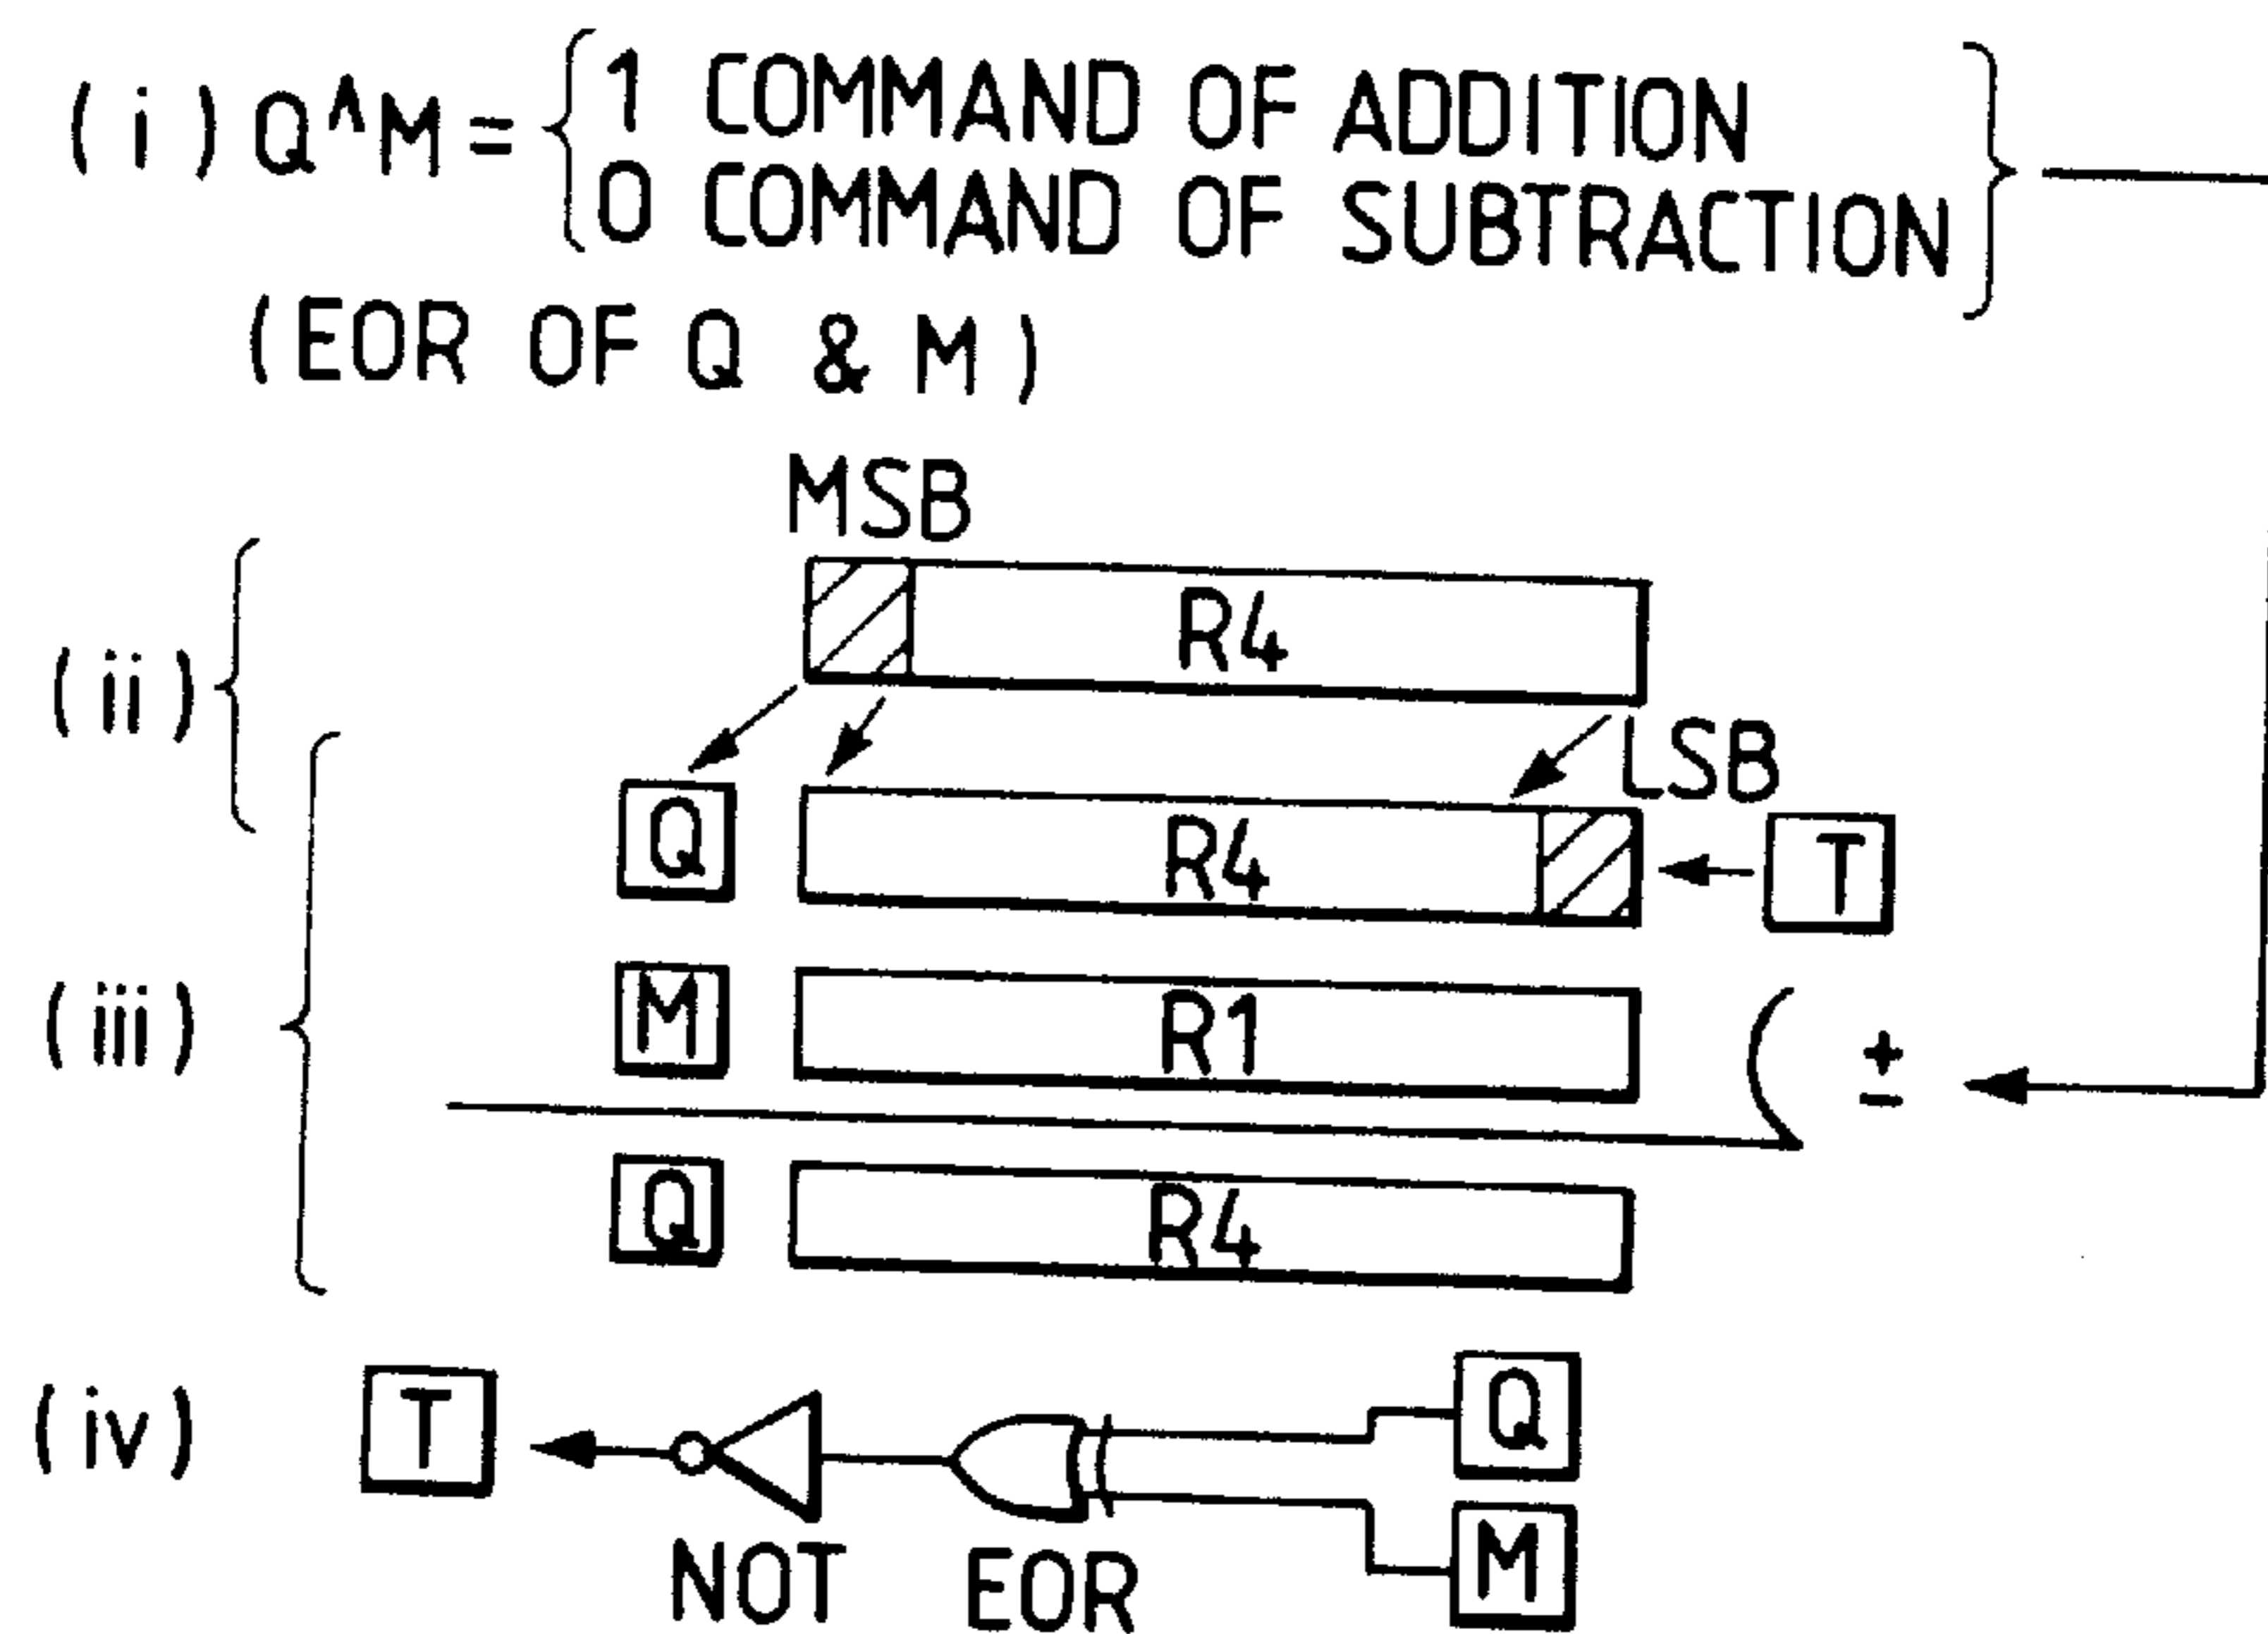 (i) Q^M= 1 COMMAND OF ADDITION
0 COMMAND OF SUBTRACTION
(EOR OF Q & M)
MSB
(ii)
R4
LSB
Q R4 T
(iii)
M R1 ±
Q R4
(iv) T Q
M
NOT EOR